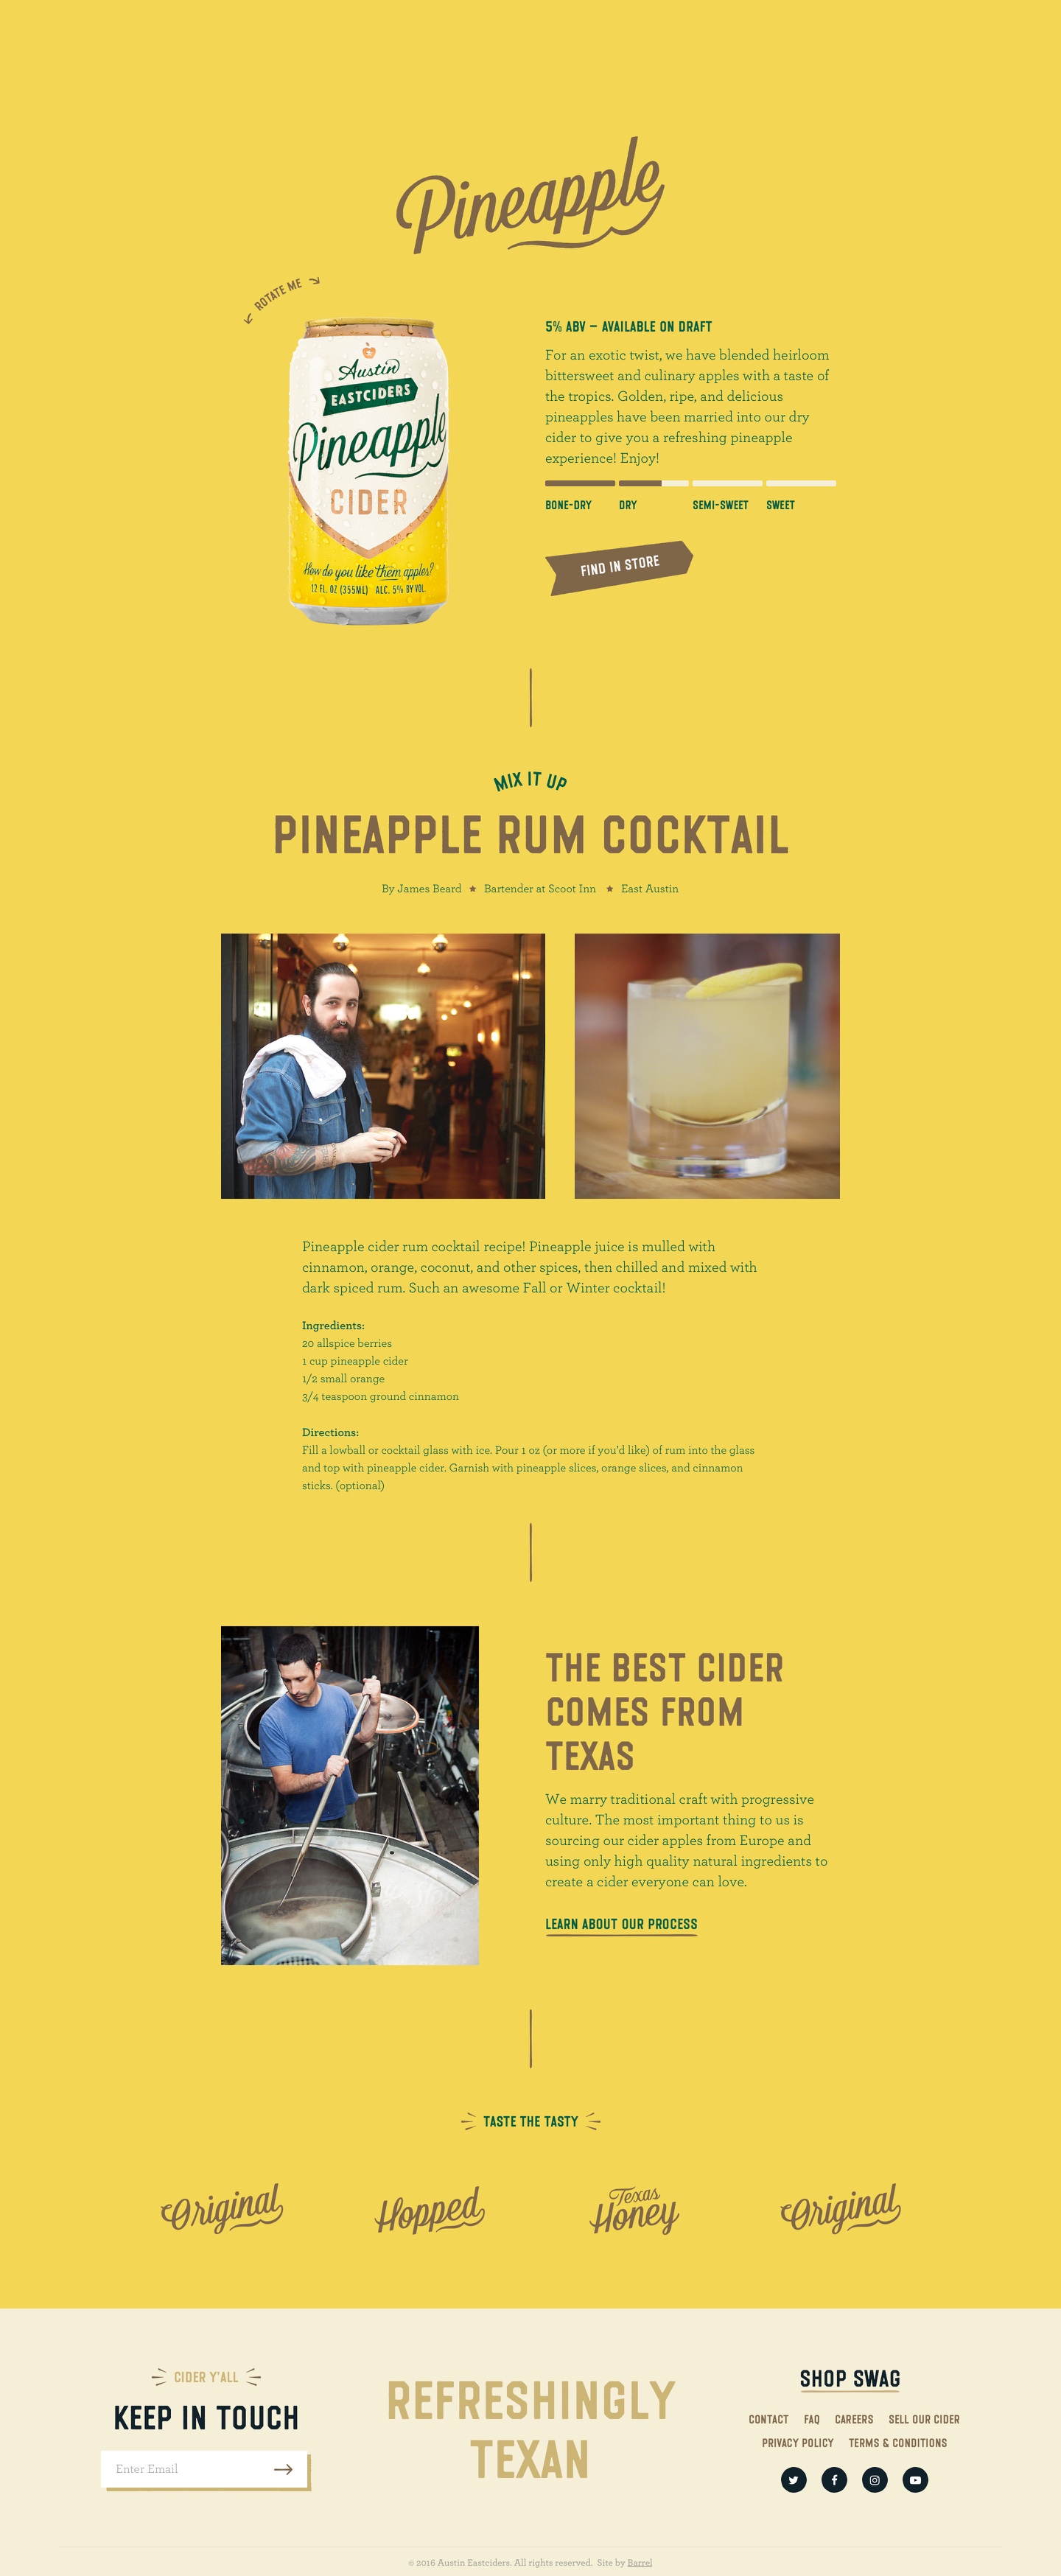 Pineapple
ROTATE ME
Austin
EASTCIDERS
Pineapple
CIDER
How do you like them apples?
12 FL. OZ (355ML) ALC. 5% BY VOL.
5% ABV – AVAILABLE ON DRAFT
For an exotic twist, we have blended heirloom
bittersweet and culinary apples with a taste of
the tropics. Golden, ripe, and delicious
pineapples have been married into our dry
cider to give you a refreshing pineapple
experience! Enjoy!
BONE-DRY DRY SEMI-SWEET SWEET
FIND IN STORE
MIX IT UP
PINEAPPLE RUM COCKTAIL
By James Beard ★ Bartender at Scoot Inn ★ East Austin
Pineapple cider rum cocktail recipe! Pineapple juice is mulled with
cinnamon, orange, coconut, and other spices, then chilled and mixed with
dark spiced rum. Such an awesome Fall or Winter cocktail!
Ingredients:
20 allspice berries
1 cup pineapple cider
1/2 small orange
3/4 teaspoon ground cinnamon
Directions:
Fill a lowball or cocktail glass with ice. Pour 1 oz (or more if you'd like) of rum into the glass
and top with pineapple cider. Garnish with pineapple slices, orange slices, and cinnamon
sticks. (optional)
THE BEST CIDER
COMES FROM
TEXAS
We marry traditional craft with progressive
culture. The most important thing to us is
sourcing our cider apples from Europe and
using only high quality natural ingredients to
create a cider everyone can love.
LEARN ABOUT OUR PROCESS
TASTE THE TASTY
Original
Hopped
Texas
Honey
Original
CIDER Y'ALL
KEEP IN TOUCH
Enter Email
REFRESHINGLY
TEXAN
SHOP SWAG
CONTACT FAQ CAREERS SELL OUR CIDER
PRIVACY POLICY TERMS & CONDITIONS
© 2016 Austin Eastciders. All rights reserved. Site by Barrel